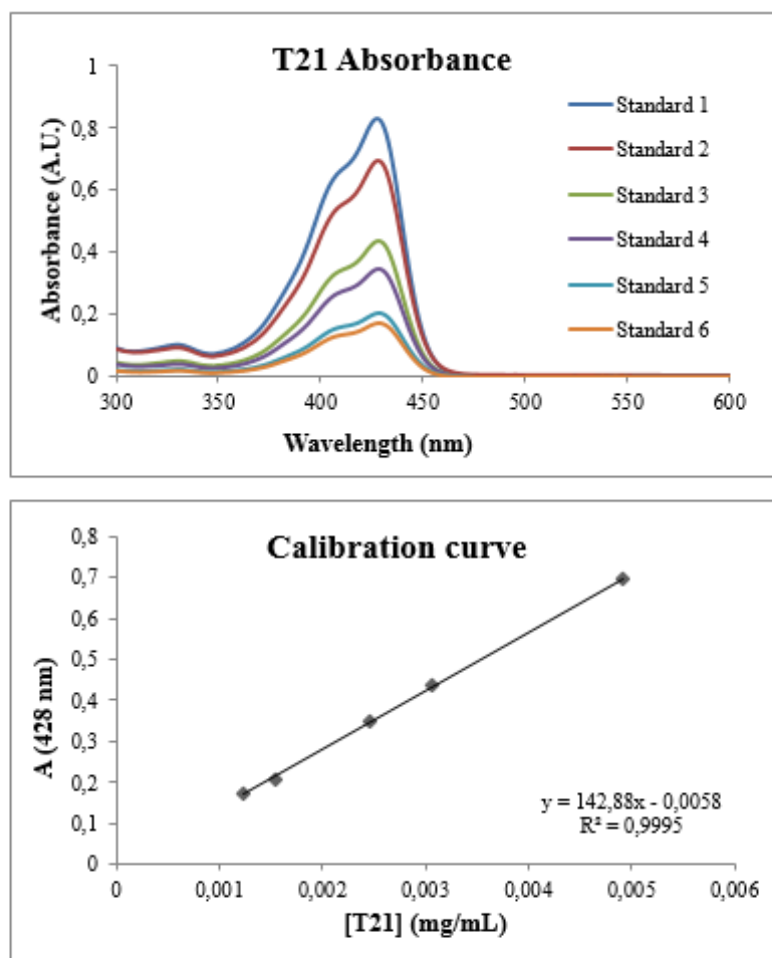 T21 Absorbance
Absorbance (A.U.)
1
0,8
0,6
0,4
0,2
0
300 350 400 450 500 550 600
Wavelength (nm)
Standard 1
Standard 2
Standard 3
Standard 4
Standard 5
Standard 6
Calibration curve
A (428 nm)
0,8
0,7
0,6
0,5
0,4
0,3
0,2
0,1
0
y = 142,88x - 0,0058
R² = 0,9995
0 0,001 0,002 0,003 0,004 0,005 0,006
[T21] (mg/mL)